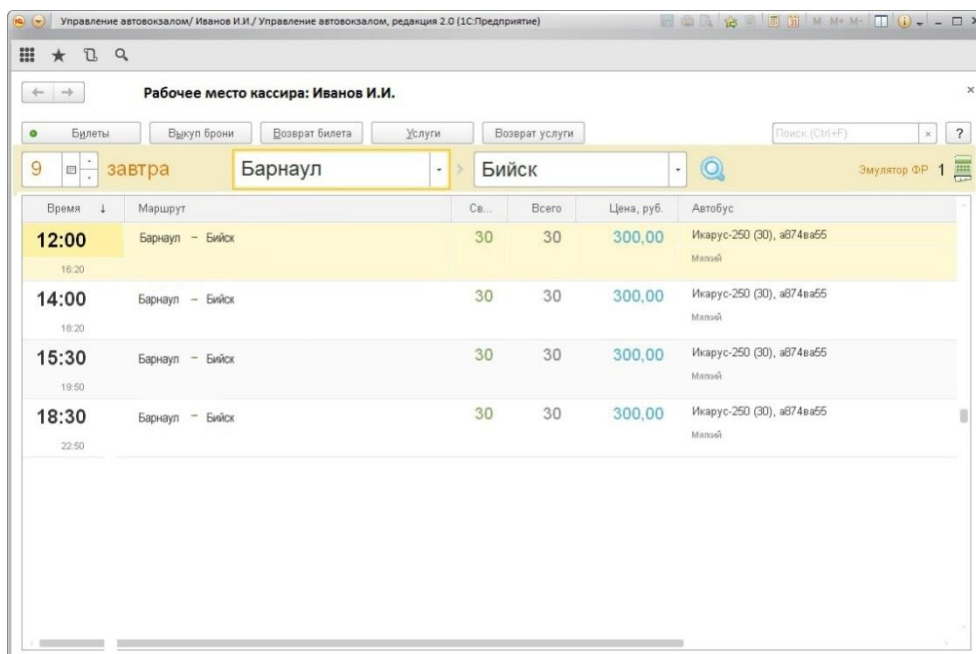 Управление автовокзалом/ Иванов И.И./ Управление автовокзалом, редакция 2.0 (1С:Предприятие)
M M+ M-
Рабочее место кассира: Иванов И.И.
Билеты Выкуп брони Возврат билета Услуги Возврат услуги Поиск (Ctrl+F) × ?
9 завтра Барнаул > Бийск Эмулятор ФР 1
Время ↓ Маршрут Св... Всего Цена, руб. Автобус
12:00 Барнаул – Бийск 30 30 300,00 Икарус-250 (30), а874ва55
16:20 Мягкий
14:00 Барнаул – Бийск 30 30 300,00 Икарус-250 (30), а874ва55
18:20 Мягкий
15:30 Барнаул – Бийск 30 30 300,00 Икарус-250 (30), а874ва55
19:50 Мягкий
18:30 Барнаул – Бийск 30 30 300,00 Икарус-250 (30), а874ва55
22:50 Мягкий